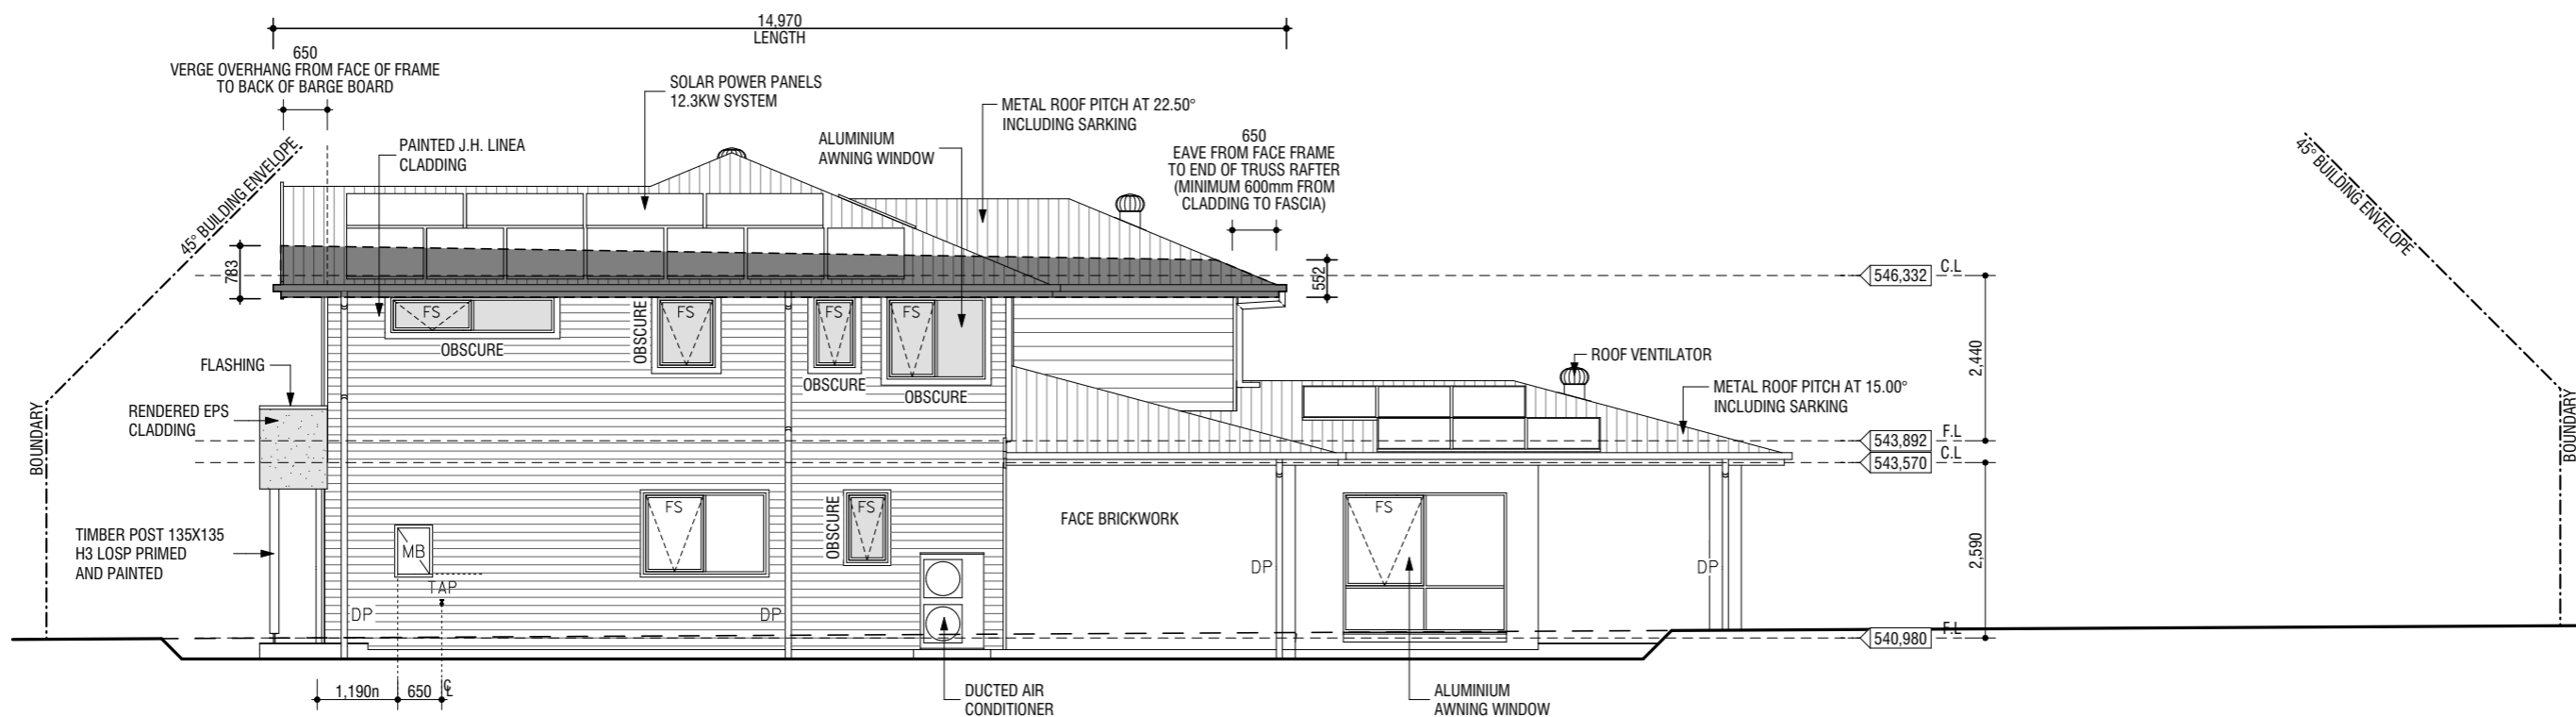 14,970
LENGTH
650
VERGE OVERHANG FROM FACE OF FRAME
TO BACK OF BARGE BOARD
SOLAR POWER PANELS
12.3KW SYSTEM
METAL ROOF PITCH AT 22.50°
INCLUDING SARKING
PAINTED J.H. LINEA
CLADDING
ALUMINIUM
AWNING WINDOW
650
EAVE FROM FACE FRAME
TO END OF TRUSS RAFTER
(MINIMUM 600mm FROM
CLADDING TO FASCIA)
45° BUILDING ENVELOPE
45° BUILDING ENVELOPE
783
552
546,332
C.L
FS
OBSCURE
OBSCURE
FS
FS
OBSCURE
FS
OBSCURE
2,440
FLASHING
ROOF VENTILATOR
METAL ROOF PITCH AT 15.00°
INCLUDING SARKING
RENDERED EPS
CLADDING
BOUNDARY
BOUNDARY
543,892
F.L
543,570
C.L
FS
OBSCURE
FS
FACE BRICKWORK
FS
TIMBER POST 135X135
H3 LOSP PRIMED
AND PAINTED
MB
TAP
2,590
DP
DP
DP
DP
540,980
F.L
1,190n
650
℄
DUCTED AIR
CONDITIONER
ALUMINIUM
AWNING WINDOW